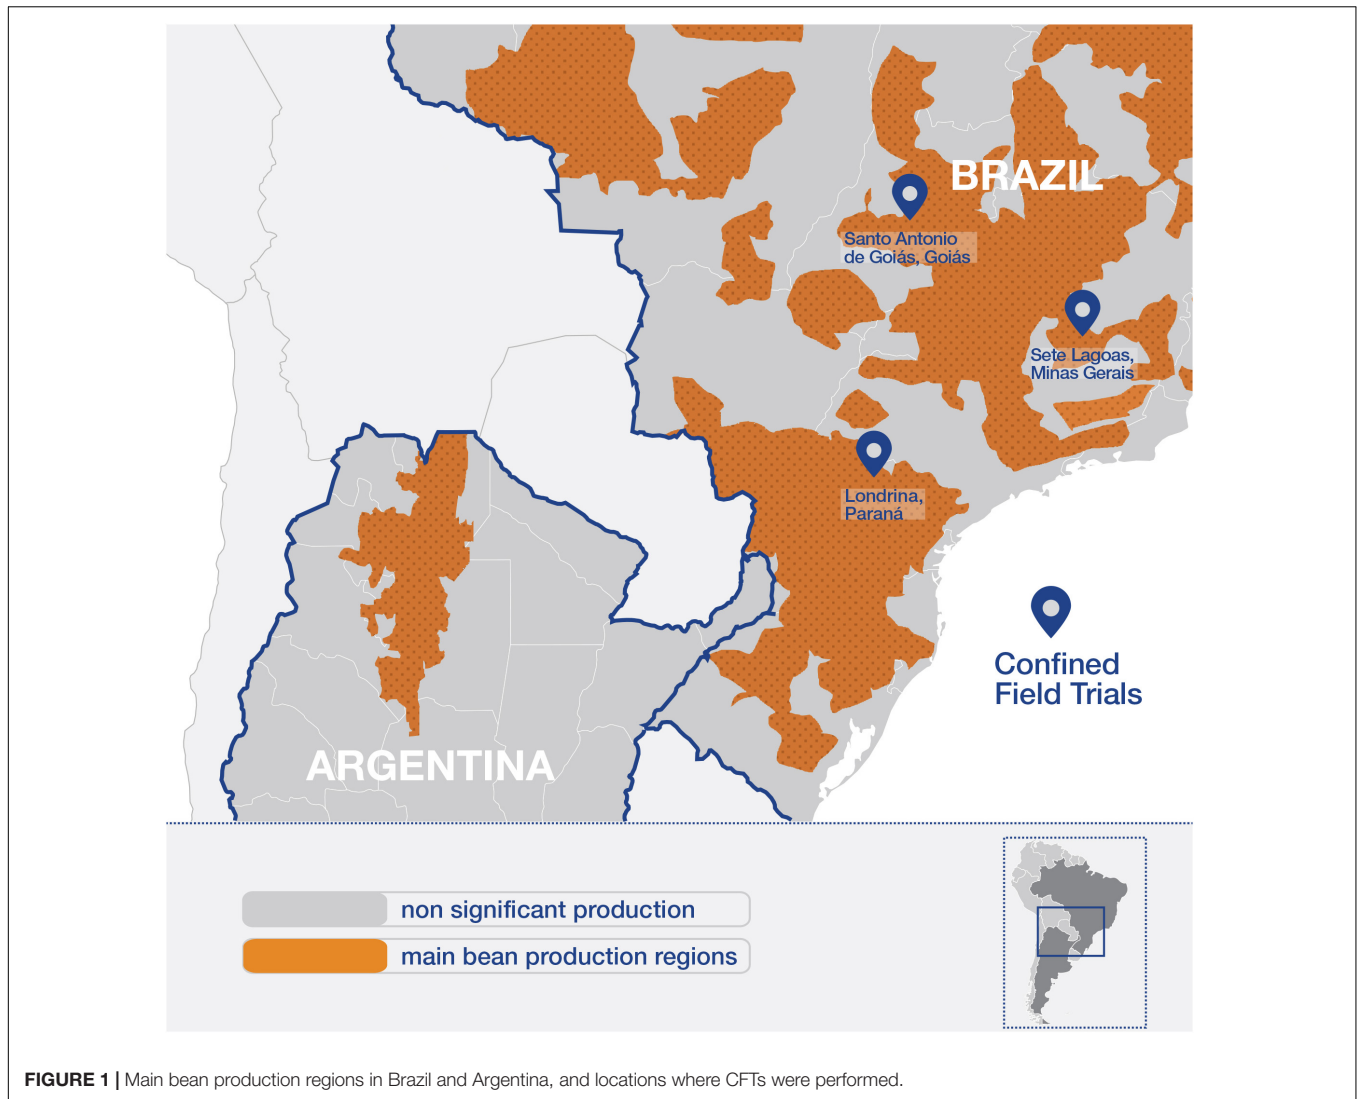 BRAZIL
Santo Antonio
de Goiás, Goiás
Sete Lagoas,
Minas Gerais
Londrina,
Paraná
Confined
Field Trials
ARGENTINA
non significant production
main bean production regions
FIGURE 1 | Main bean production regions in Brazil and Argentina, and locations where CFTs were performed.